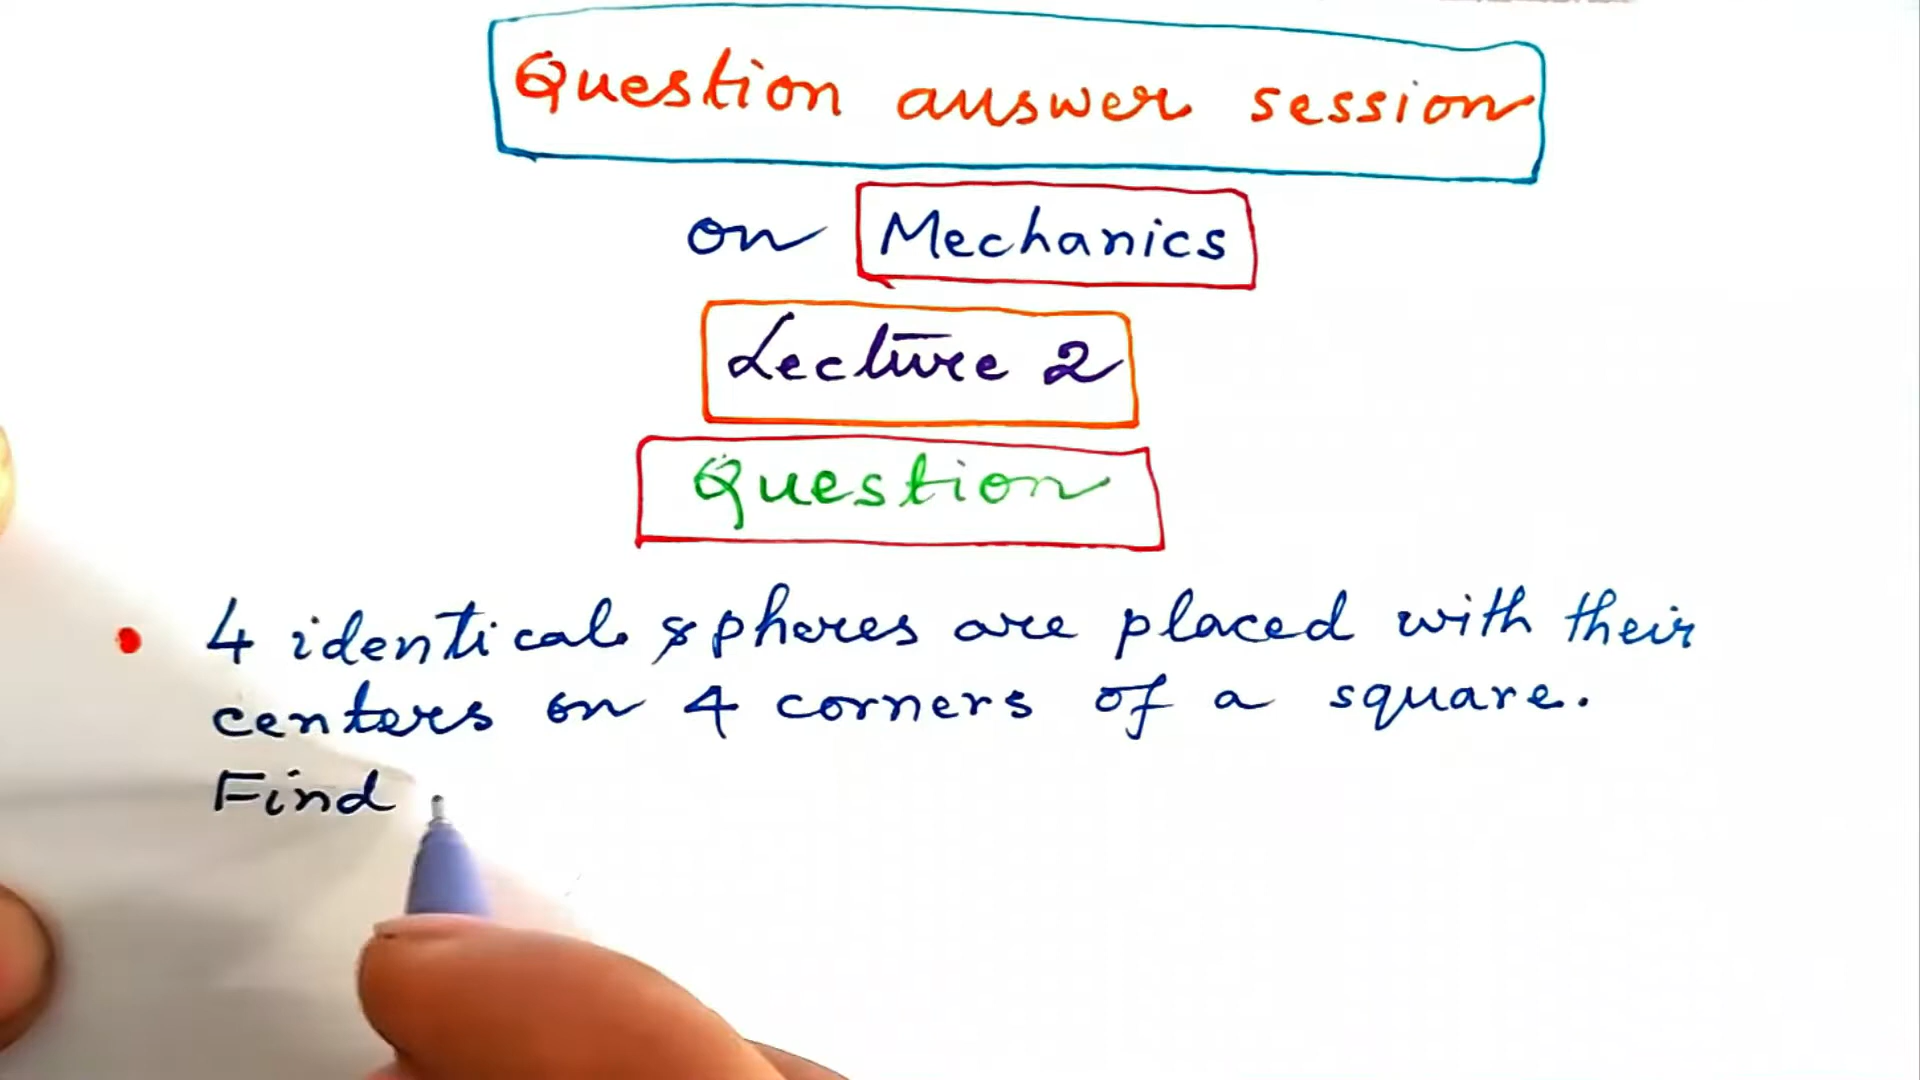 Question answer session
on Mechanics
Lecture 2
Question
4 identical spheres are placed with their
centers on 4 corners of a square.
Find